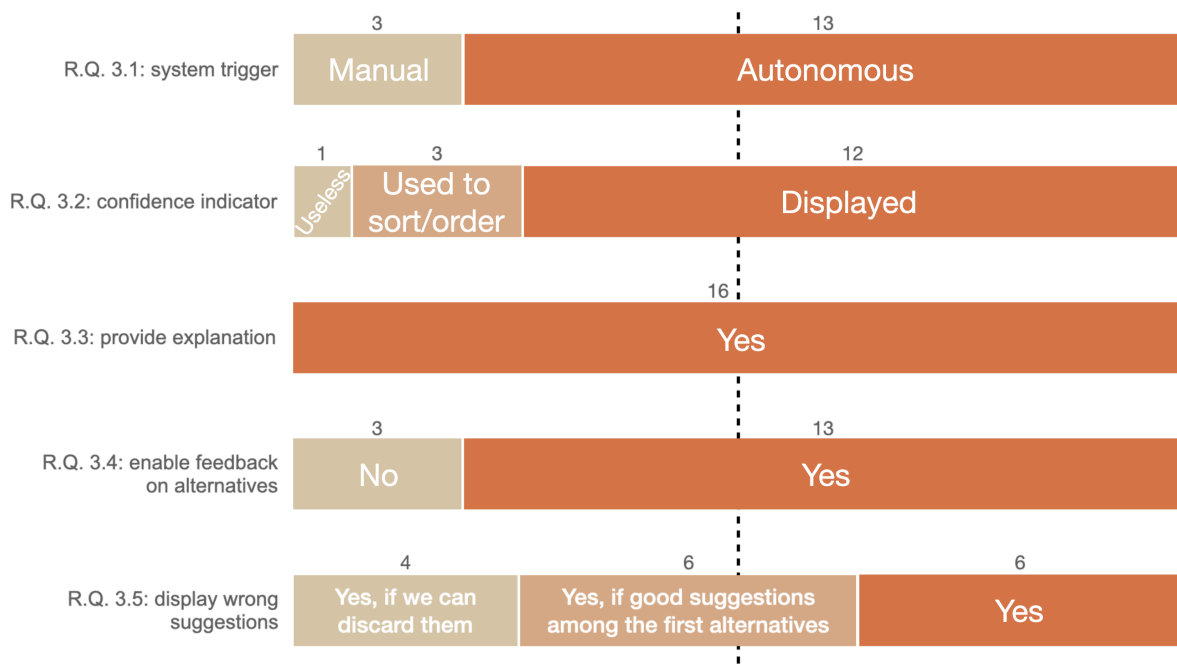 3 13
R.Q. 3.1: system trigger Manual Autonomous
1 3 12
R.Q. 3.2: confidence indicator Useless Used to
sort/order Displayed
16
R.Q. 3.3: provide explanation Yes
3 13
R.Q. 3.4: enable feedback
on alternatives No Yes
4 6 6
R.Q. 3.5: display wrong
suggestions
Yes, if we can
discard them
Yes, if good suggestions
among the first alternatives
Yes